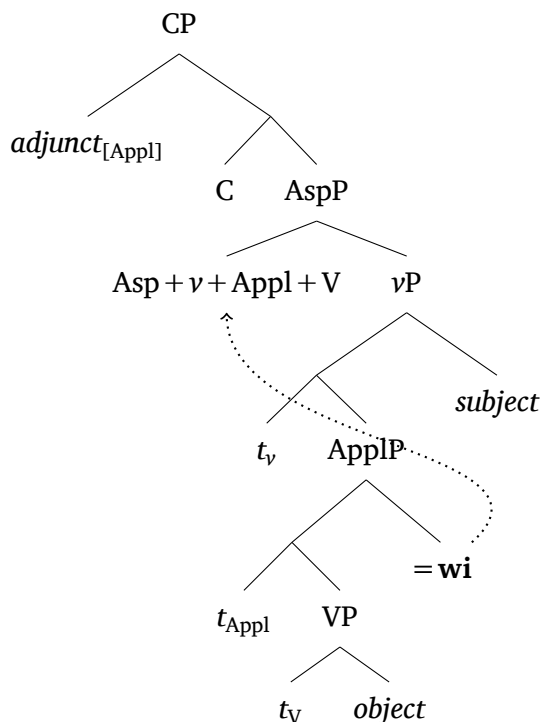 CP
adjunct[Appl]
C AspP
Asp + v + Appl + V vP
subject
tv ApplP
= wi
tAppl VP
tV object